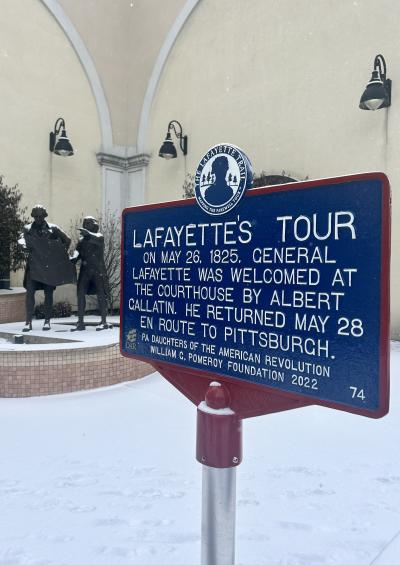 THE LAFAYETTE TRAIL
LAFAYETTE'S TOUR
ON MAY 26, 1825, GENERAL
LAFAYETTE WAS WELCOMED AT
THE COURTHOUSE BY ALBERT
GALLATIN. HE RETURNED MAY 28
EN ROUTE TO PITTSBURGH.
PA DAUGHTERS OF THE AMERICAN REVOLUTION
WILLIAM G. POMEROY FOUNDATION 2022
74